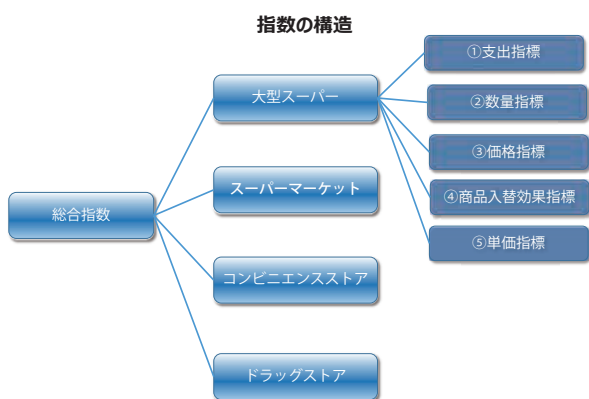 指数の構造
総合指数
大型スーパー
スーパーマーケット
コンビニエンスストア
ドラッグストア
①支出指標
②数量指標
③価格指標
④商品入替効果指標
⑤単価指標